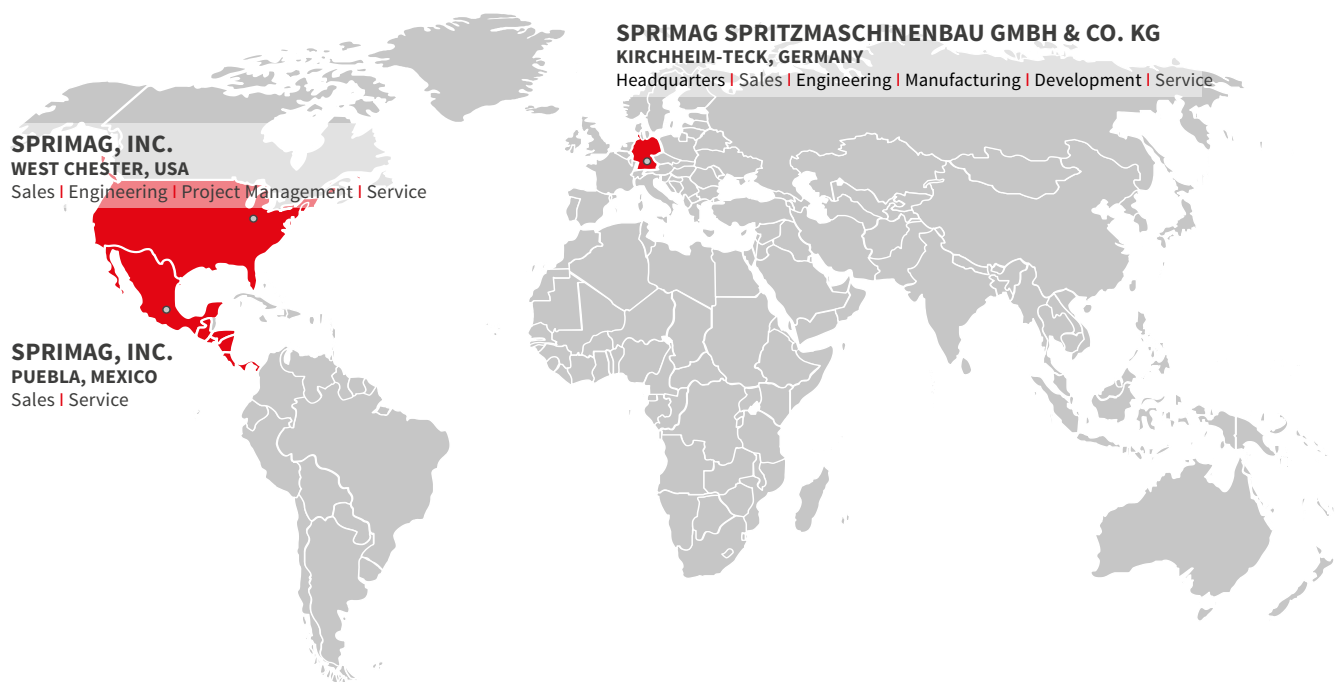 SPRIMAG SPRITZMASCHINENBAU GMBH & CO. KG
KIRCHHEIM-TECK, GERMANY
Headquarters | Sales | Engineering | Manufacturing | Development | Service
SPRIMAG, INC.
WEST CHESTER, USA
Sales | Engineering | Project Management | Service
SPRIMAG, INC.
PUEBLA, MEXICO
Sales | Service